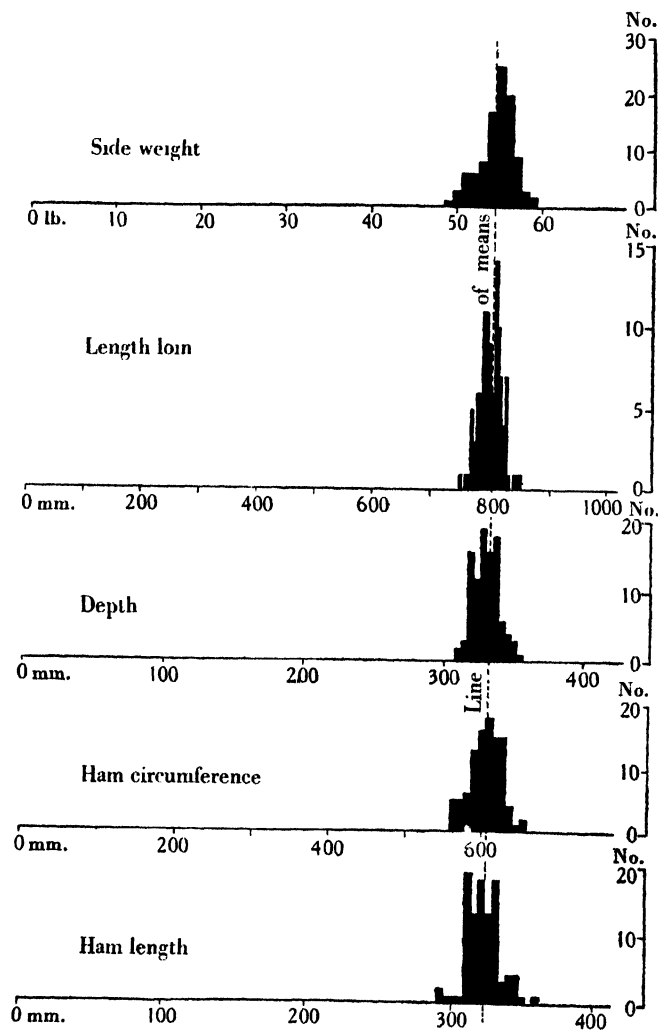 No.
30
20
10
0
Side weight
0 lb. 10 20 30 40 50 60
No.
15
10
5
0
Length loin
0 mm. 200 400 600 800 1000
No.
20
10
0
Depth
0 mm. 100 200 300 400
No.
20
10
0
Ham circumference
0 mm. 200 400 600
No.
20
10
0
Ham length
0 mm. 100 200 300 400
Line of means